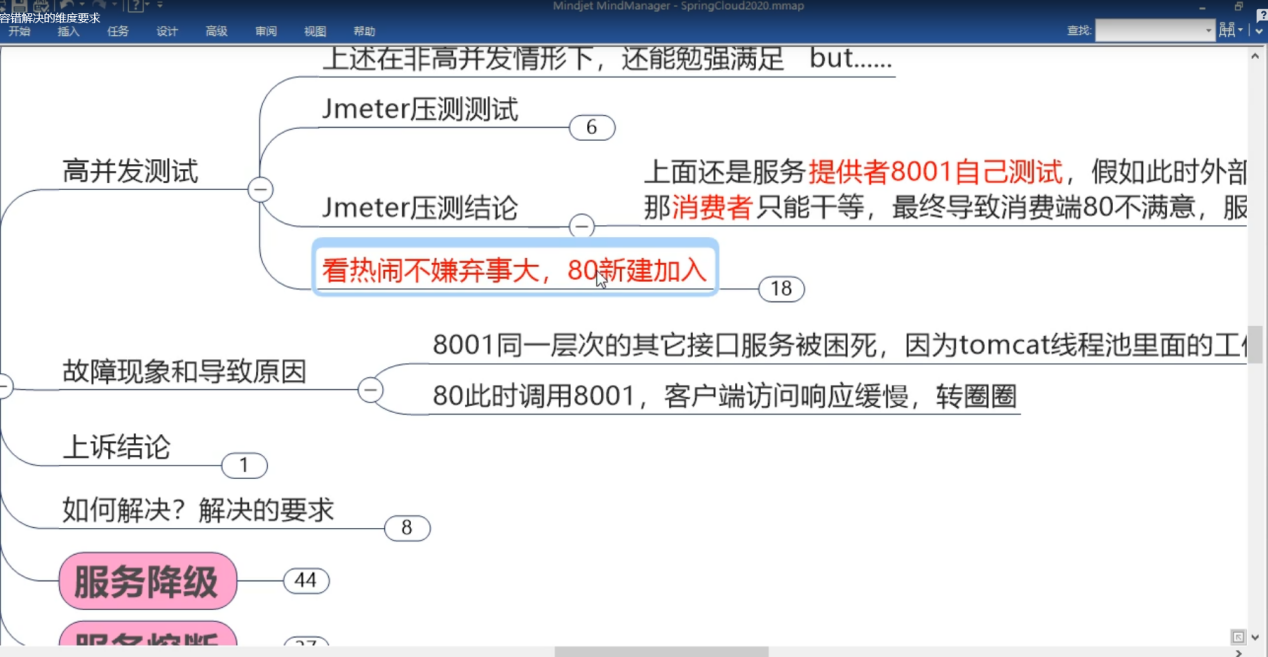 Mindjet MindManager - SpringCloud2020.mmap
容错解决的维度要求
开始 插入 任务 设计 高级 审阅 视图 帮助 查找:
上述在非高并发情形下，还能勉强满足 but......
Jmeter压测测试
6
高并发测试
上面还是服务提供者8001自己测试，假如此时外部
Jmeter压测结论
那消费者只能干等，最终导致消费端80不满意，服
看热闹不嫌弃事大，80新建加入
18
8001同一层次的其它接口服务被困死，因为tomcat线程池里面的工
故障现象和导致原因
80此时调用8001，客户端访问响应缓慢，转圈圈
上诉结论
1
如何解决？解决的要求
8
服务降级
44
服务熔断